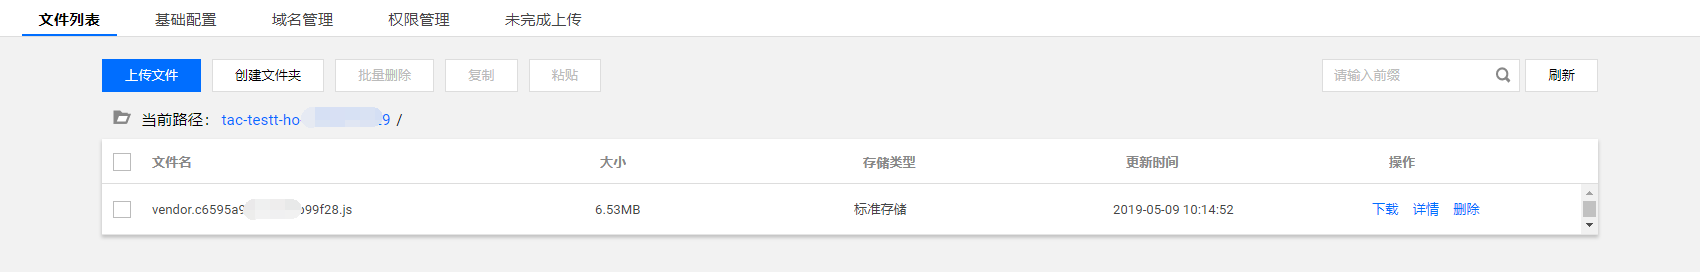 文件列表 基础配置 域名管理 权限管理 未完成上传
上传文件 创建文件夹 批量删除 复制 粘贴 请输入前缀 刷新
当前路径： tac-testt-ho 9 /
文件名 大小 存储类型 更新时间 操作
vendor.c6595a9 b99f28.js 6.53MB 标准存储 2019-05-09 10:14:52 下载 详情 删除